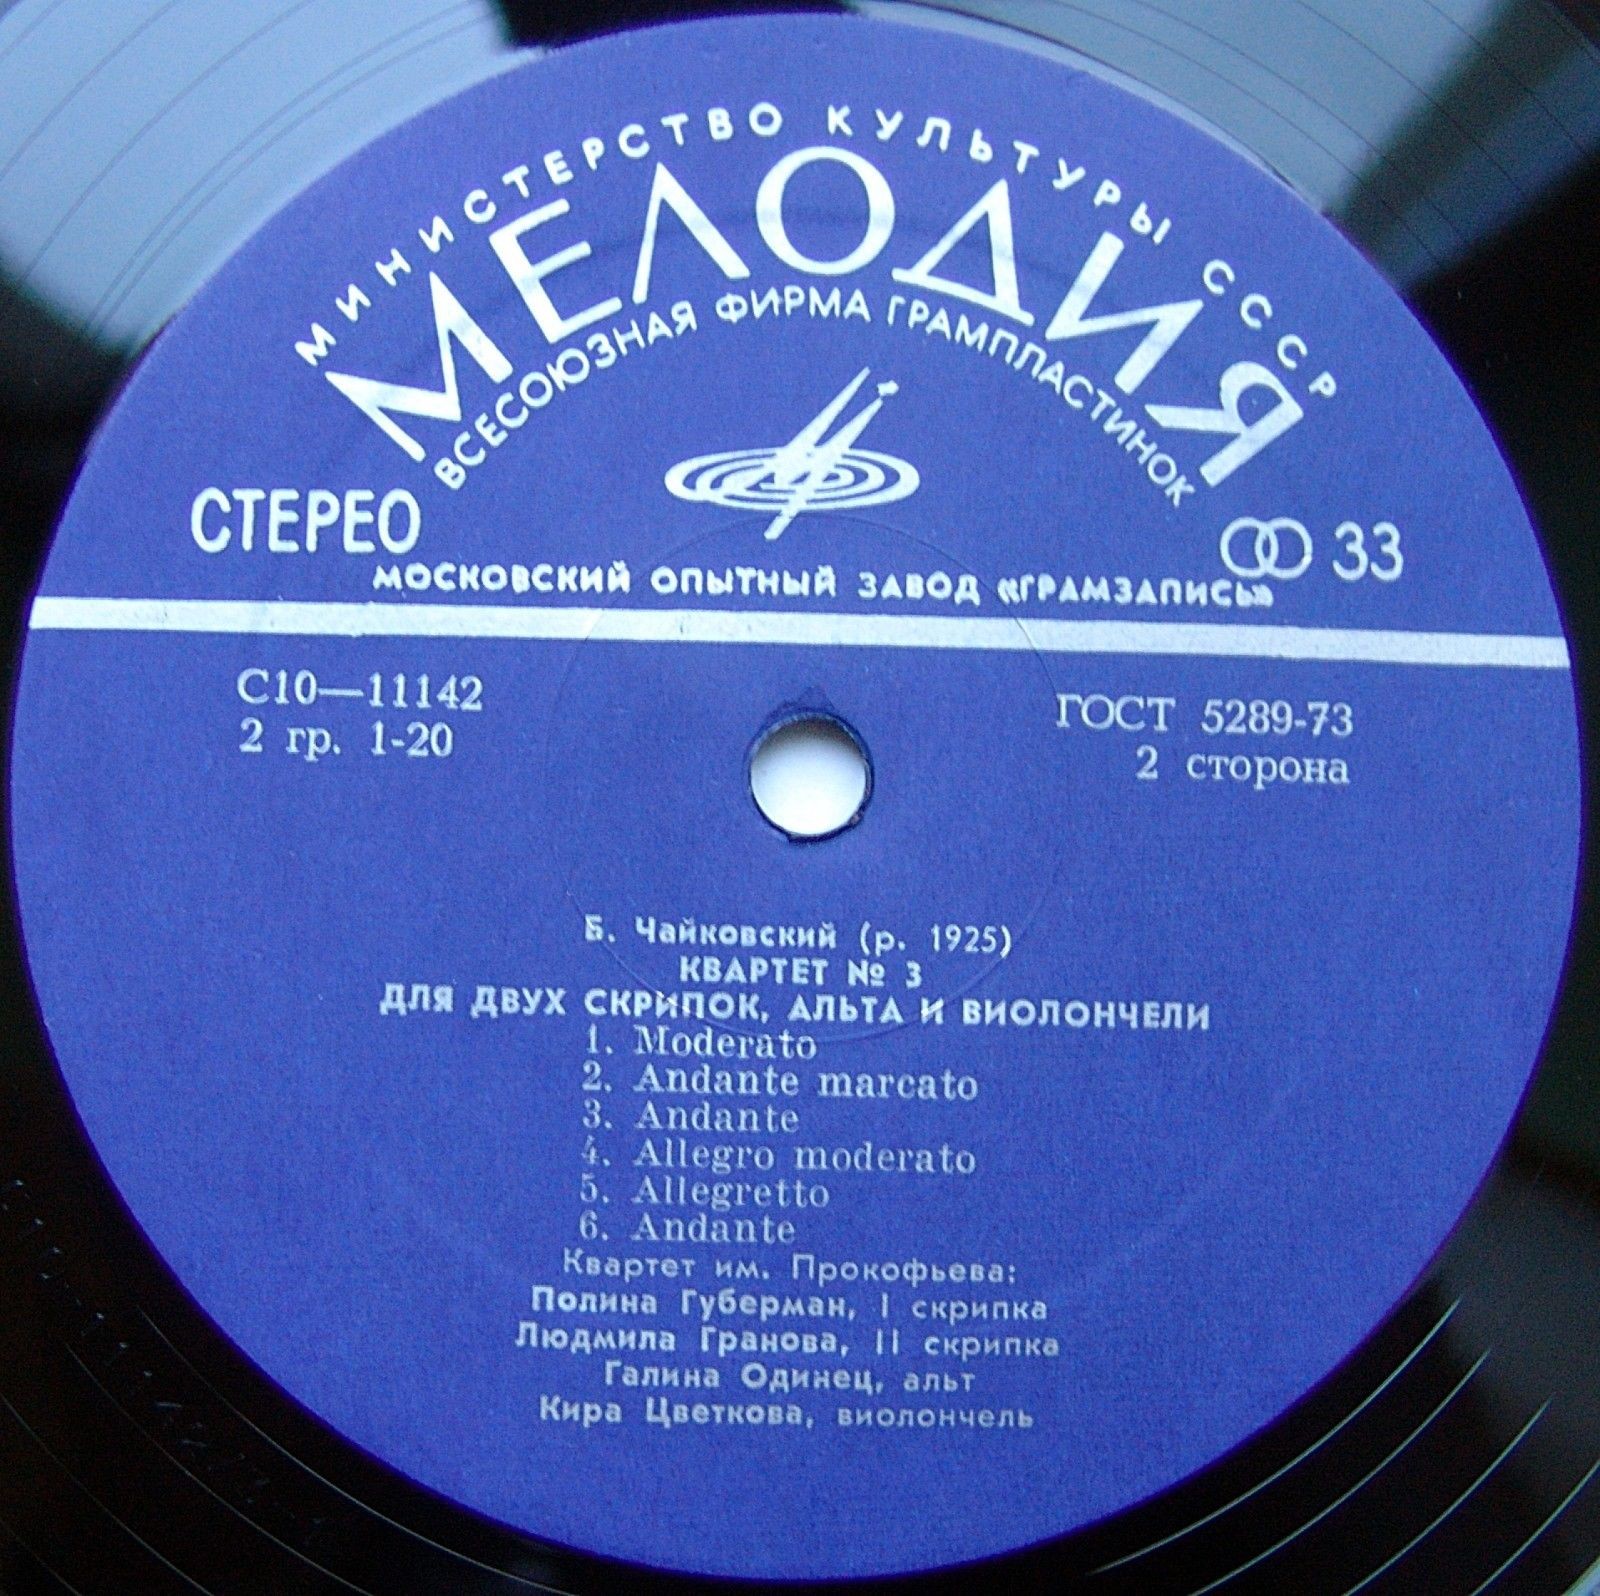 МИНИСТЕРСТВО КУЛЬТУРЫ СССР
МЕЛОДИЯ
ВСЕСОЮЗНАЯ ФИРМА ГРАМПЛАСТИНОК
СТЕРЕО
33
МОСКОВСКИЙ ОПЫТНЫЙ ЗАВОД «ГРАМЗАПИСЬ»
С10—11142
ГОСТ 5289-73
2 гр. 1-20
2 сторона
Б. Чайковский (р. 1925)
КВАРТЕТ № 3
ДЛЯ ДВУХ СКРИПОК, АЛЬТА И ВИОЛОНЧЕЛИ
1. Moderato
2. Andante marcato
3. Andante
4. Allegro moderato
5. Allegretto
6. Andante
Квартет им. Прокофьева:
Полина Губерман, I скрипка
Людмила Гранова, II скрипка
Галина Одинец, альт
Кира Цветкова, виолончель